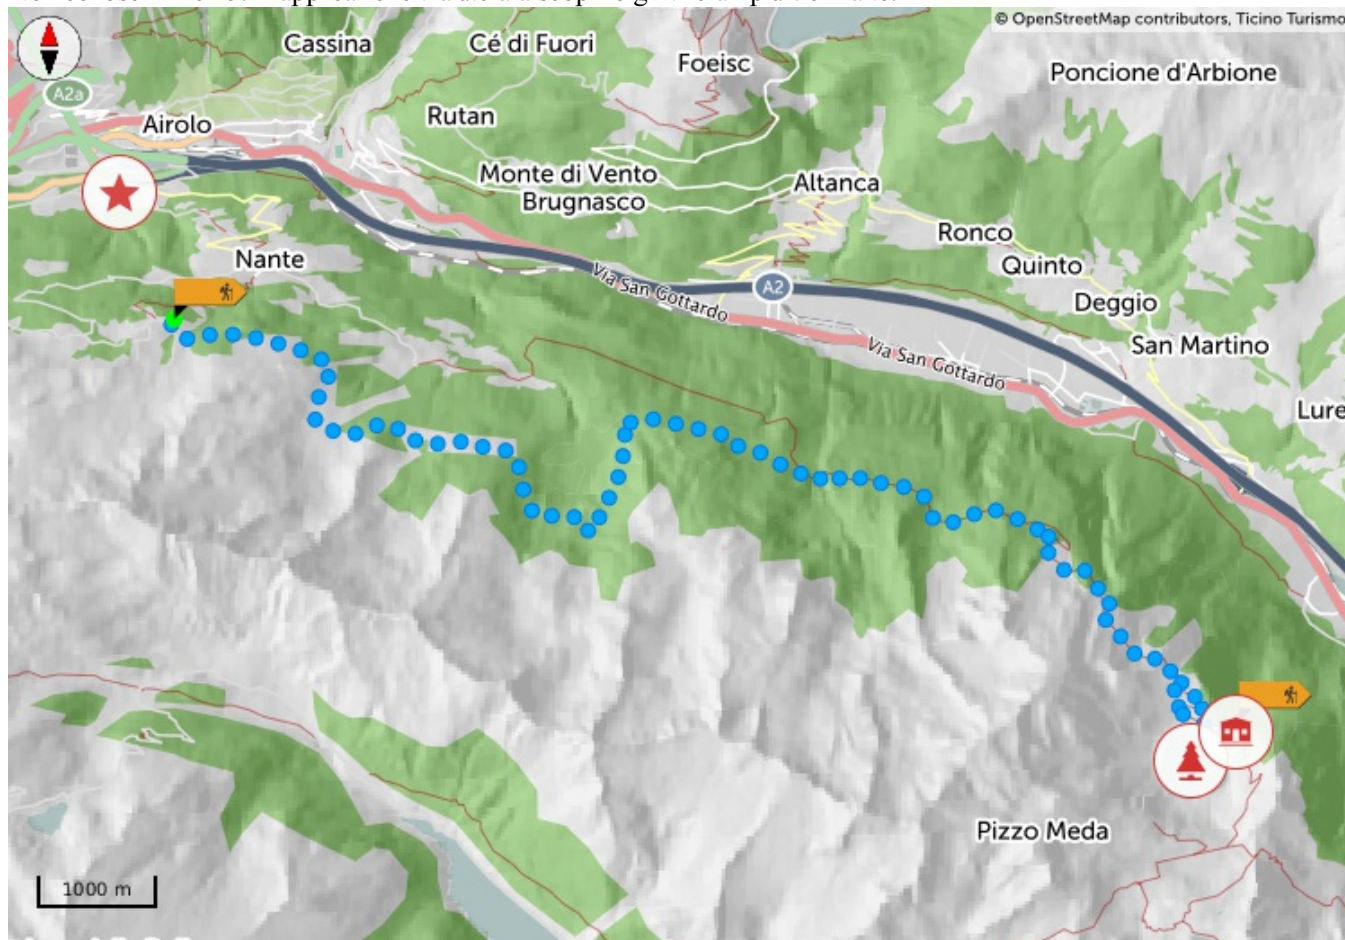 © OpenStreetMap contributors, Ticino Turismo
Cassina
Cé di Fuori
Foeisc
Poncione d'Arbione
A2a
Airolo
Rutan
Monte di Vento
Altanca
Brugnasco
Ronco
Nante
Quinto
Via San Gottardo
A2
Deggio
Via San Gottardo
San Martino
Lure
Pizzo Meda
1000 m